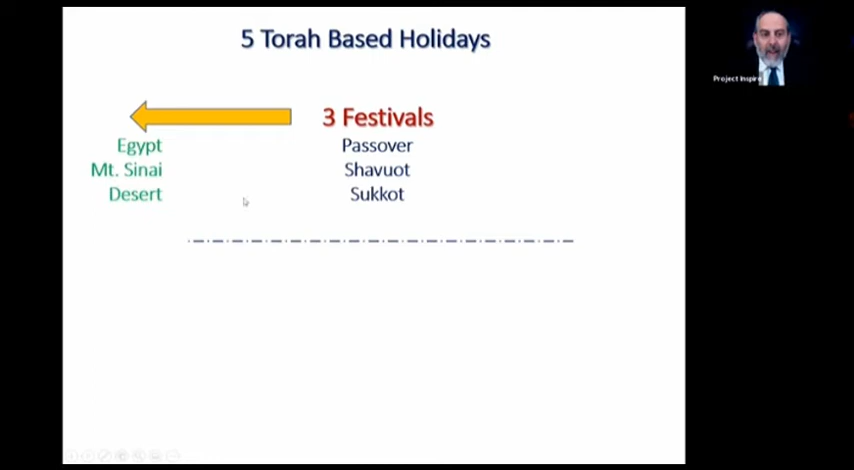 5 Torah Based Holidays
3 Festivals
Egypt
Passover
Mt. Sinai
Shavuot
Desert
Sukkot
Project Inspire